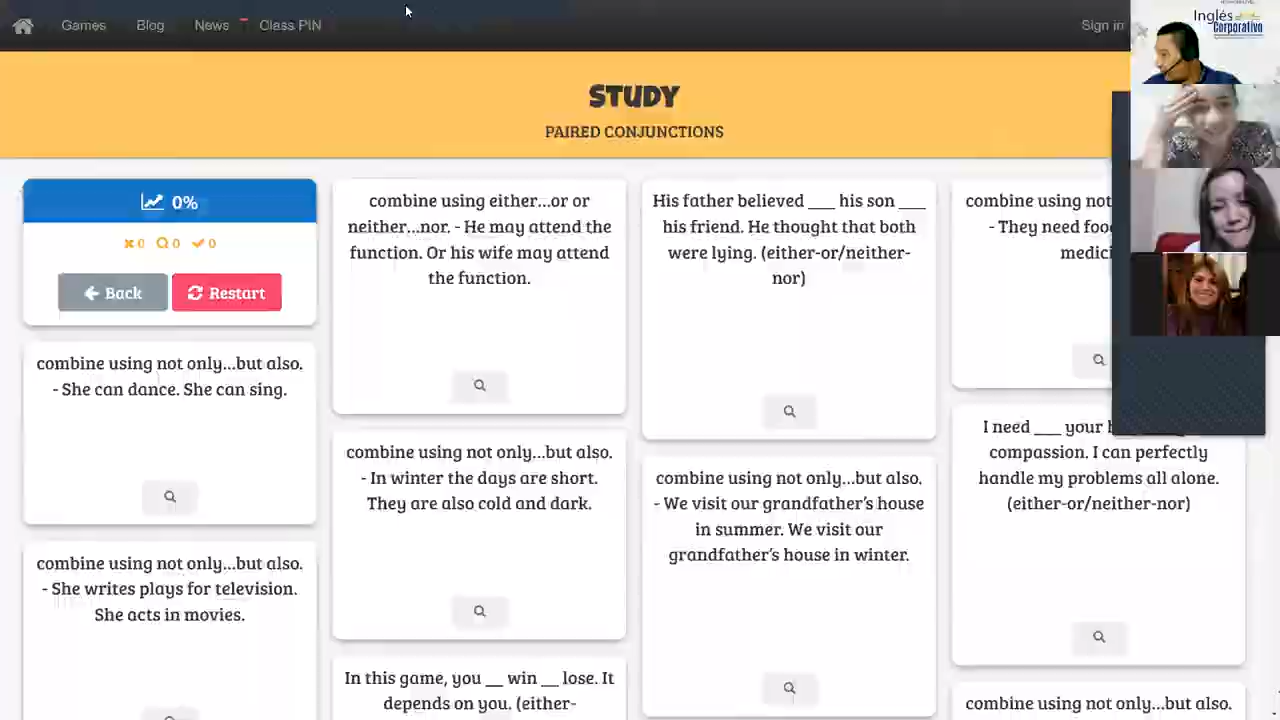 Games
Blog
News
Class PIN
Sign in
Inglés
Corporativo
STUDY
PAIRED CONJUNCTIONS
0%
0 0 0
Back
Restart
combine using not only...but also.
- She can dance. She can sing.
combine using not only...but also.
- She writes plays for television.
She acts in movies.
combine using either...or or
neither...nor. - He may attend the
function. Or his wife may attend
the function.
combine using not only...but also.
- In winter the days are short.
They are also cold and dark.
In this game, you __ win __ lose. It
depends on you. (either-
His father believed ___ his son ___
his friend. He thought that both
were lying. (either-or/neither-
nor)
combine using not only...but also.
- We visit our grandfather's house
in summer. We visit our
grandfather's house in winter.
combine using not
- They need
I need ___ your
compassion. I can perfectly
handle my problems all alone.
(either-or/neither-nor)
combine using not only...but also.